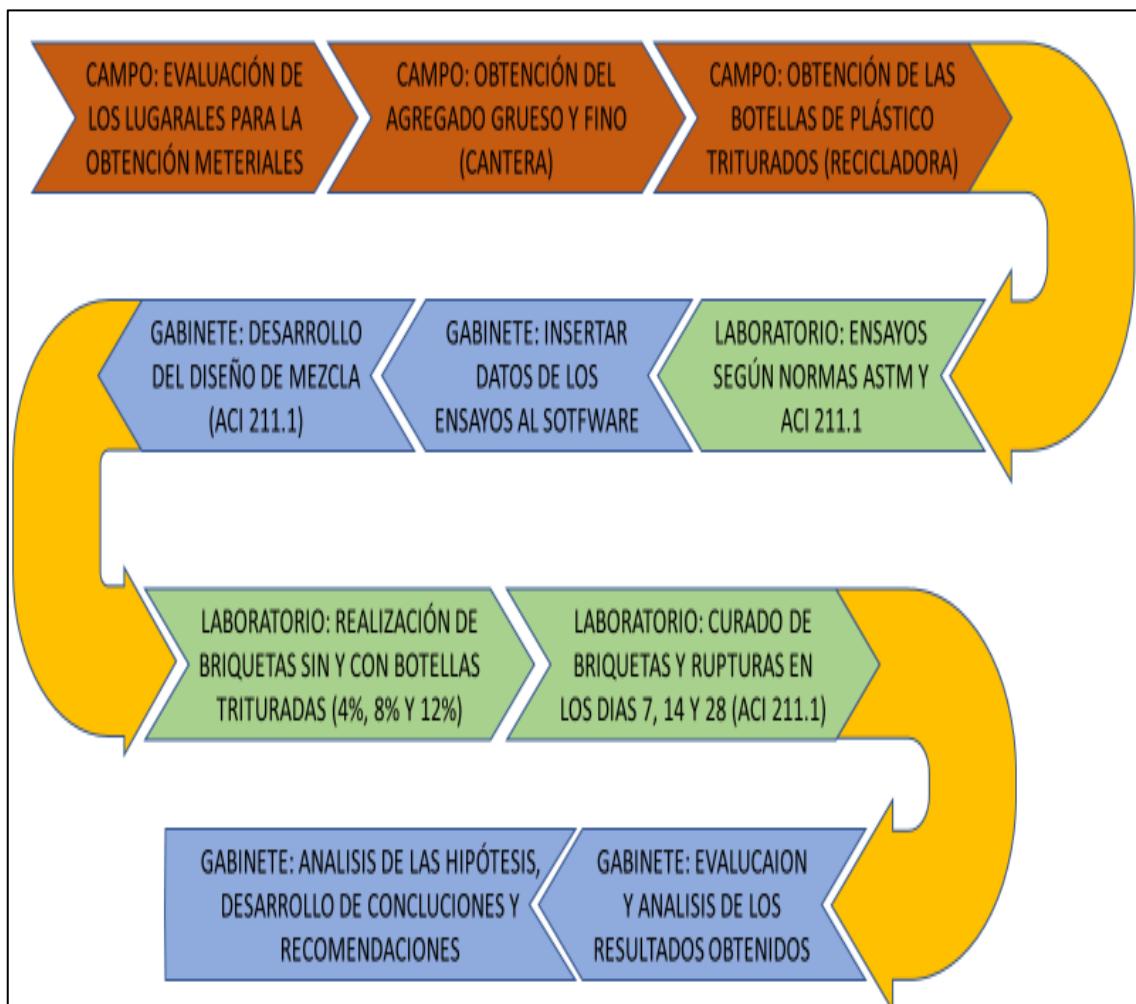 CAMPO: EVALUACIÓN DE
LOS LUGARALES PARA LA
OBTENCIÓN METERIALES
CAMPO: OBTENCIÓN DEL
AGREGADO GRUESO Y FINO
(CANTERA)
CAMPO: OBTENCIÓN DE LAS
BOTELLAS DE PLÁSTICO
TRITURADOS (RECICLADORA)
LABORATORIO: ENSAYOS
SEGÚN NORMAS ASTM Y
ACI 211.1
GABINETE: INSERTAR
DATOS DE LOS
ENSAYOS AL SOTFWARE
GABINETE: DESARROLLO
DEL DISEÑO DE MEZCLA
(ACI 211.1)
LABORATORIO: REALIZACIÓN DE
BRIQUETAS SIN Y CON BOTELLAS
TRITURADAS (4%, 8% Y 12%)
LABORATORIO: CURADO DE
BRIQUETAS Y RUPTURAS EN
LOS DIAS 7, 14 Y 28 (ACI 211.1)
GABINETE: EVALUCAION
Y ANALISIS DE LOS
RESULTADOS OBTENIDOS
GABINETE: ANALISIS DE LAS HIPÓTESIS,
DESARROLLO DE CONCLUCIONES Y
RECOMENDACIONES